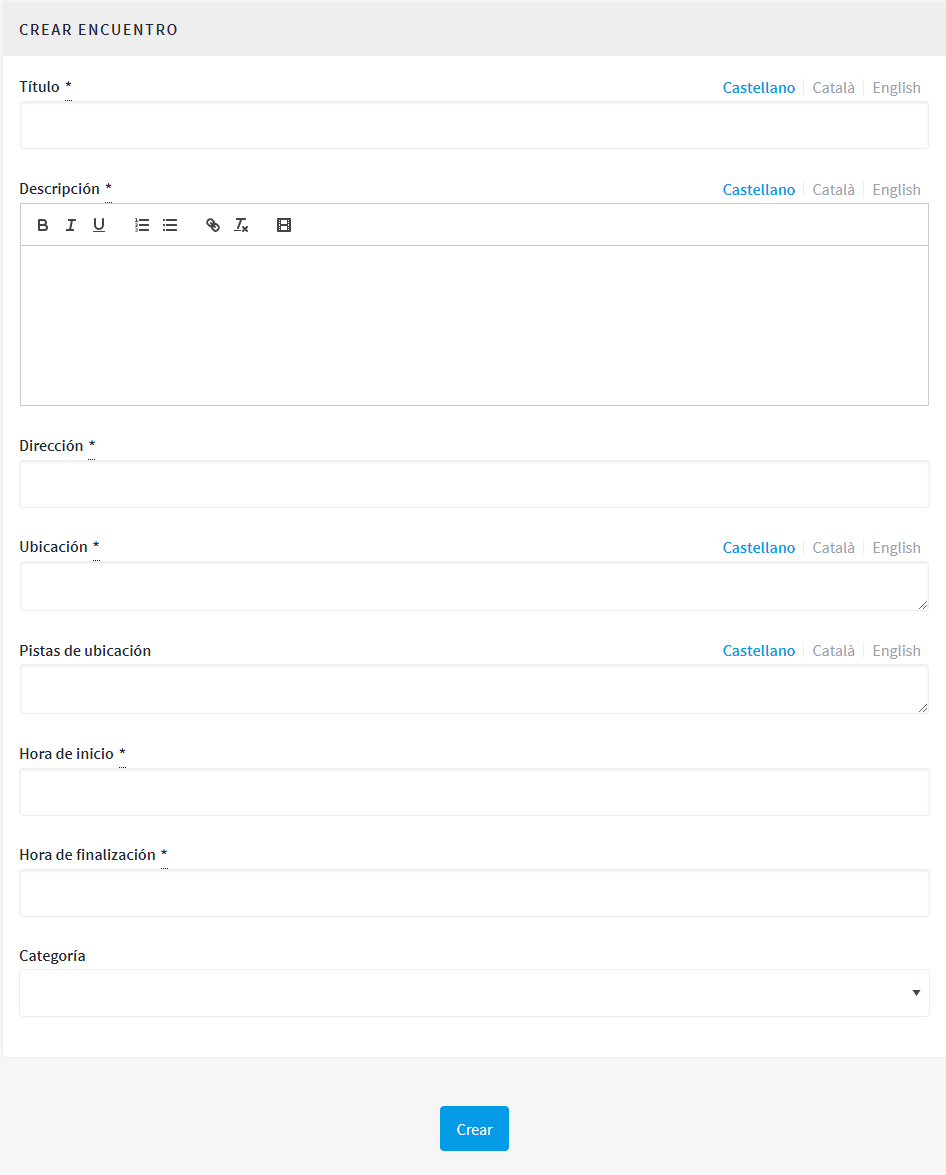 CREAR ENCUENTRO
Título * Castellano Català English
Descripción * Castellano Català English
B I U
Dirección *
Ubicación * Castellano Català English
Pistas de ubicación Castellano Català English
Hora de inicio *
Hora de finalización *
Categoría
Crear